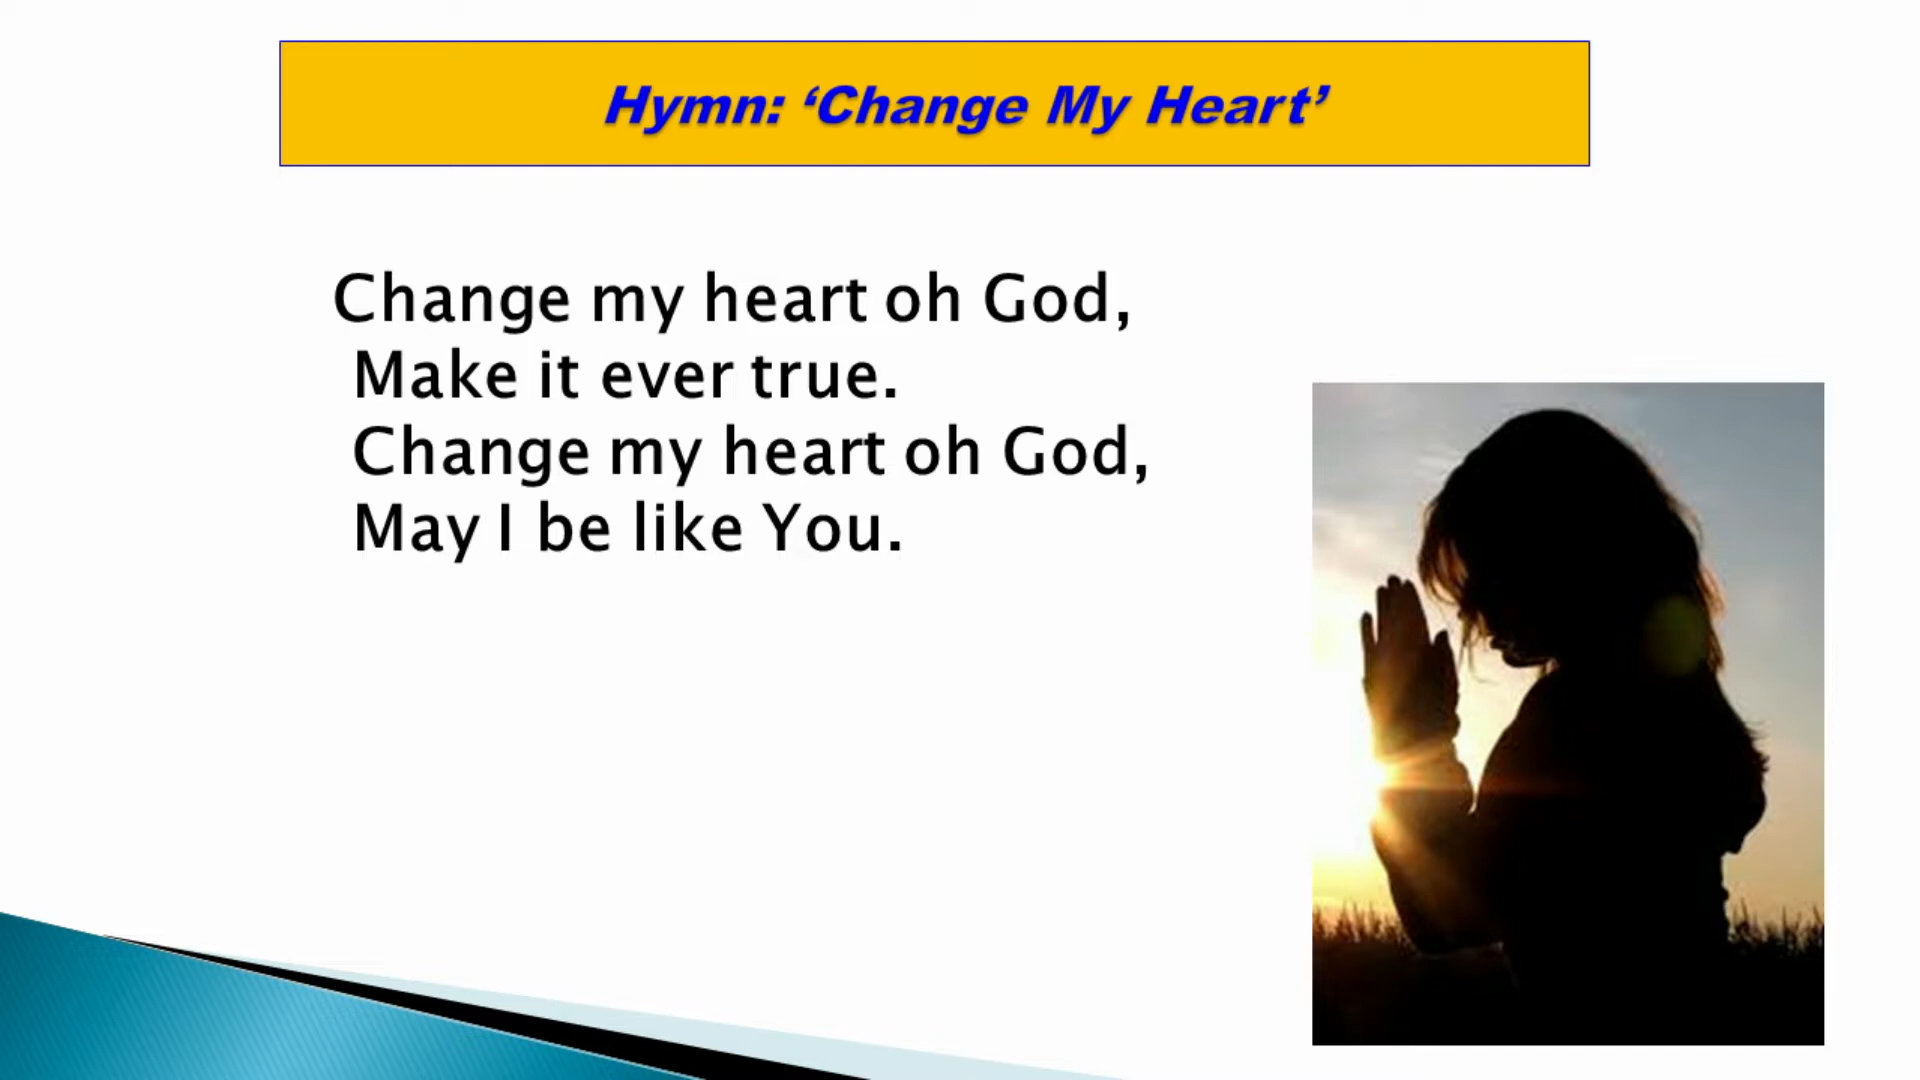 Hymn: ‘Change My Heart’
Change my heart oh God,
Make it ever true.
Change my heart oh God,
May I be like You.